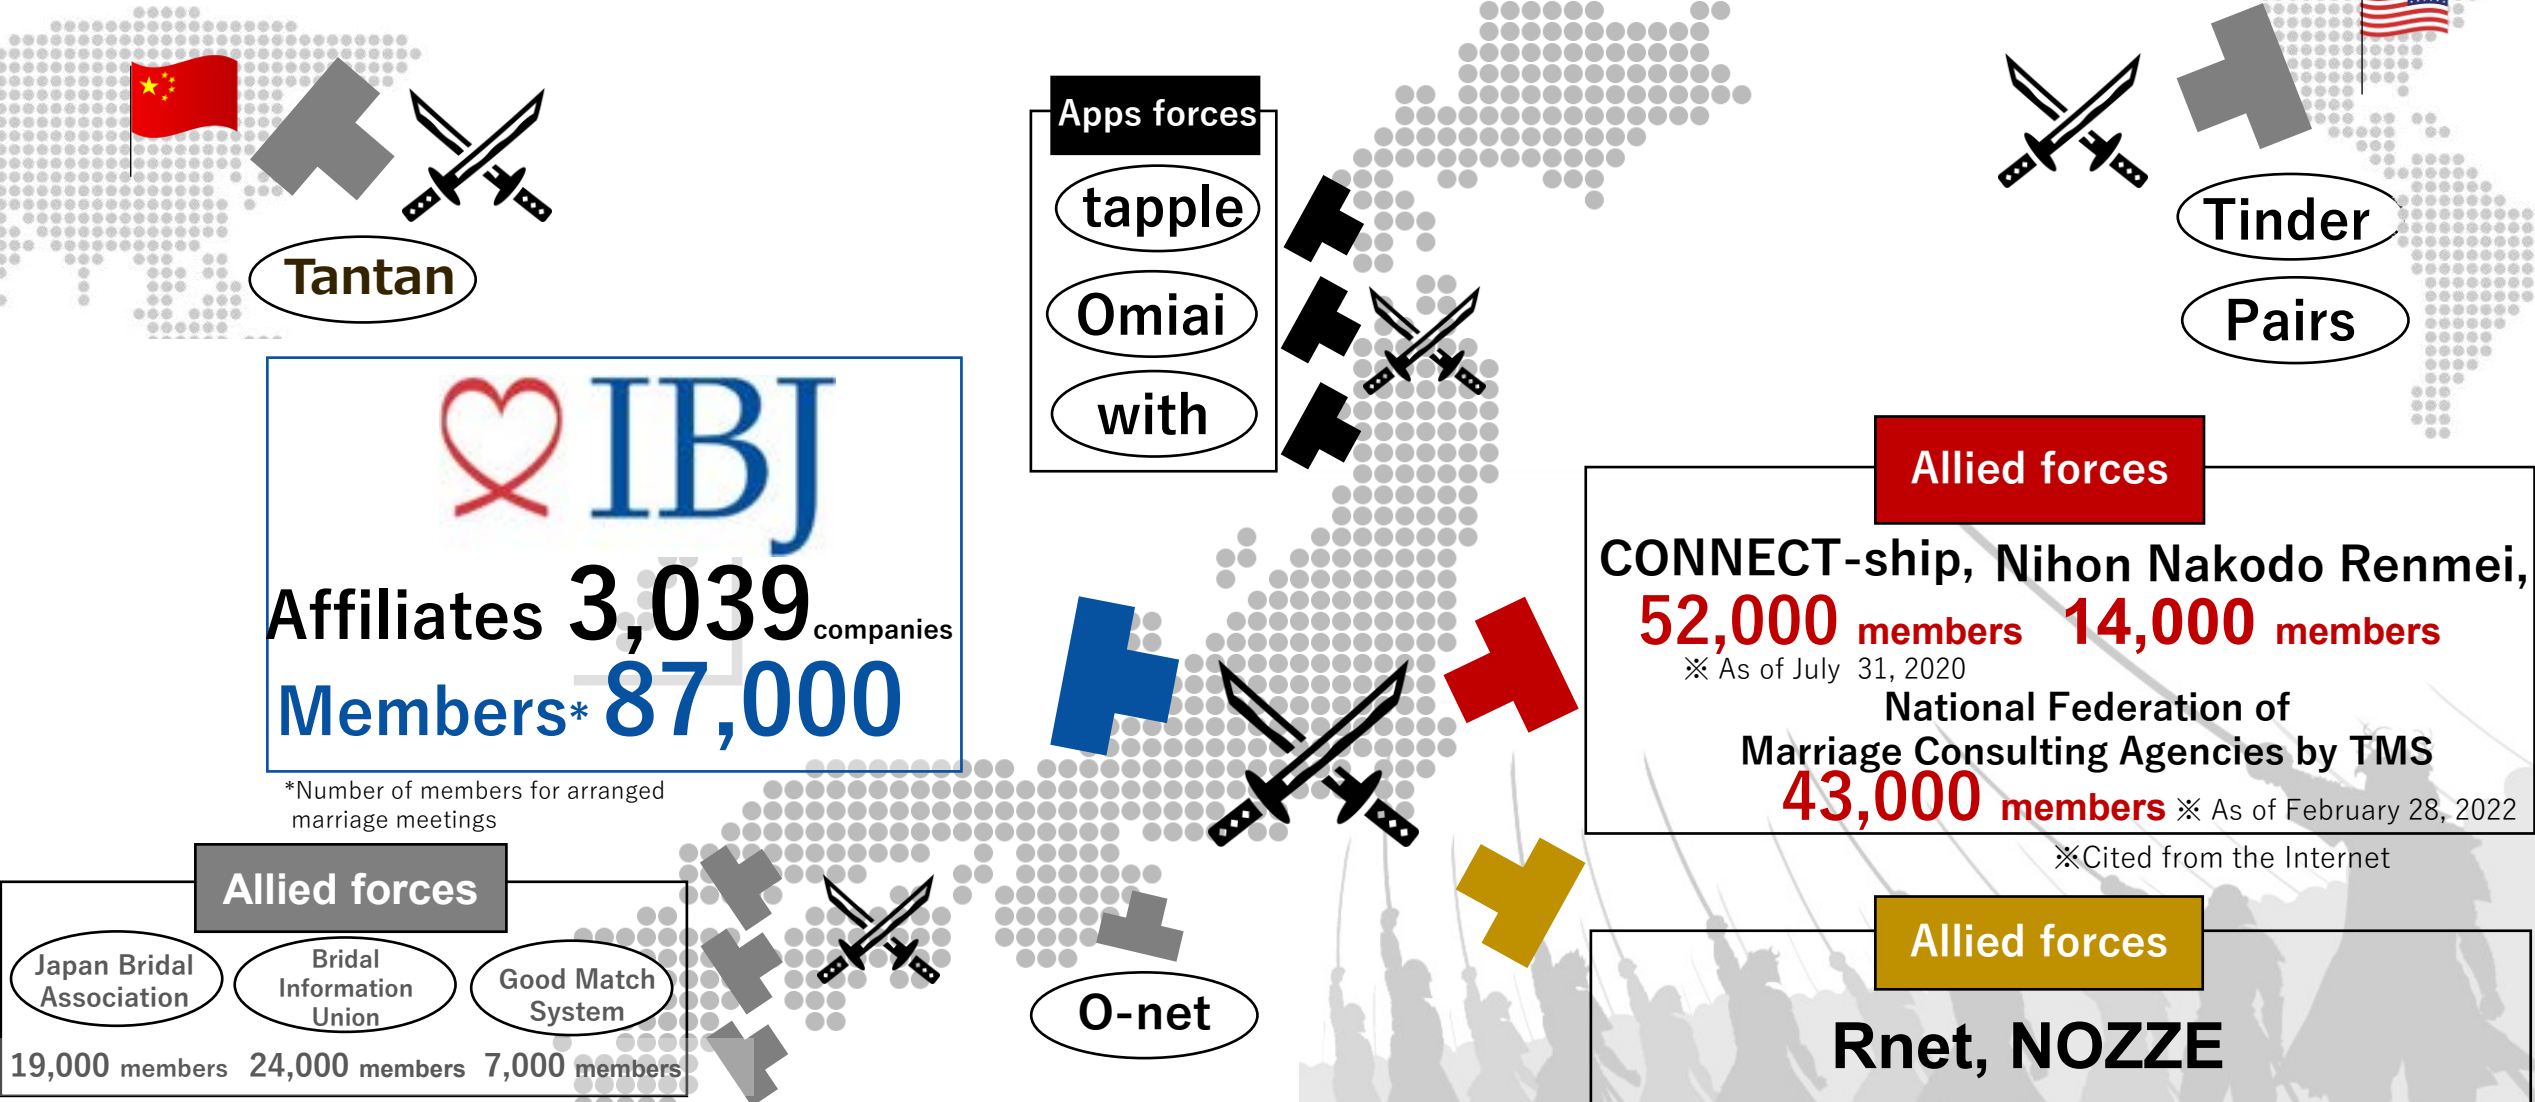 Tantan
Apps forces
tapple
Omiai
with
Tinder
Pairs
IBJ
Affiliates 3,039 companies
Members* 87,000
*Number of members for arranged
marriage meetings
Allied forces
CONNECT-ship, Nihon Nakodo Renmei,
52,000 members 14,000 members
※ As of July 31, 2020
National Federation of
Marriage Consulting Agencies by TMS
43,000 members ※ As of February 28, 2022
※Cited from the Internet
Allied forces
Japan Bridal
Association
Bridal
Information
Union
Good Match
System
19,000 members 24,000 members 7,000 members
O-net
Allied forces
Rnet, NOZZE